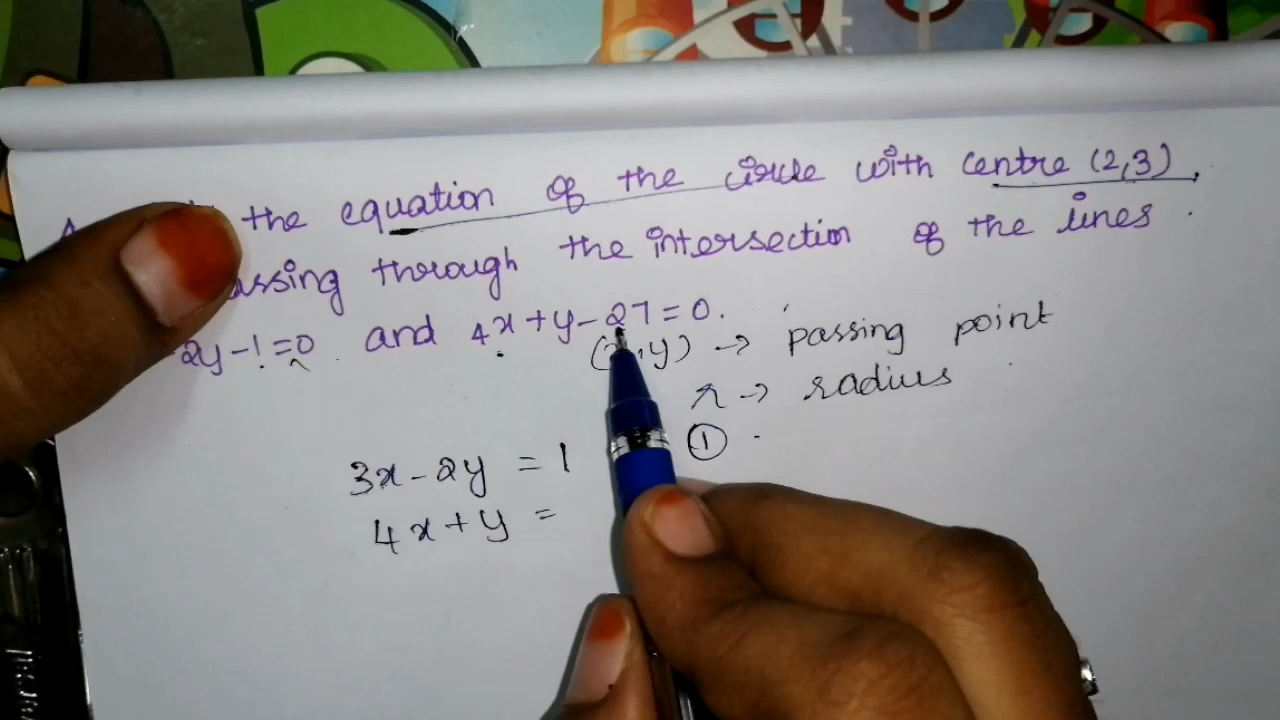 the equation of the circle with centre (2,3),
assing through the intersection of the lines
2y-1=0 and 4x+y-27=0.
,y) → passing point
r → radius
3x-2y = 1 ①
4x+y =